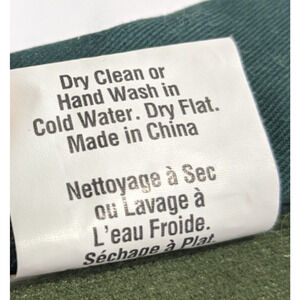 Dry Clean or
Hand Wash in
Cold Water. Dry Flat.
Made in China
Nettoyage à Sec
ou Lavage à
L'eau Froide.
Séchage à Plat.